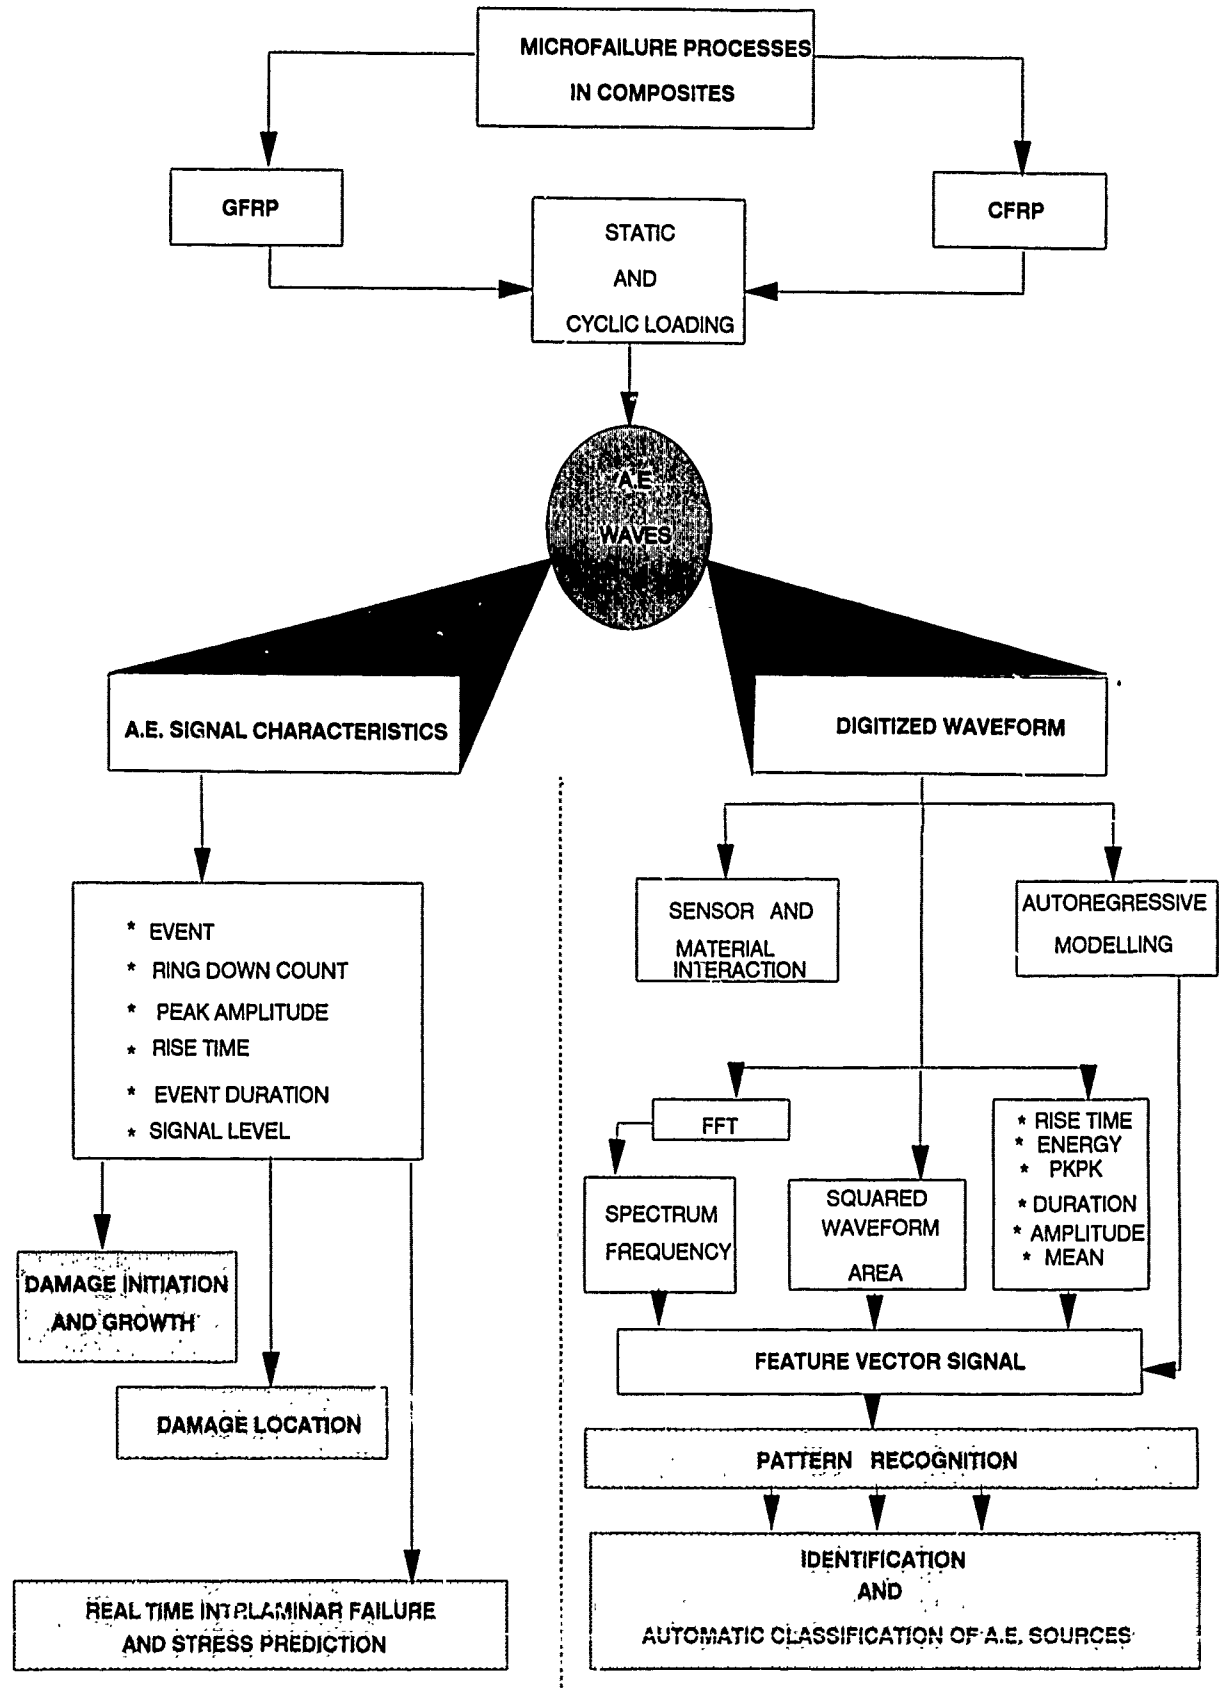 MICROFAILURE PROCESSES
IN COMPOSITES
GFRP
CFRP
STATIC
AND
CYCLIC LOADING
A.E
WAVES
A.E. SIGNAL CHARACTERISTICS
DIGITIZED WAVEFORM
* EVENT
* RING DOWN COUNT
* PEAK AMPLITUDE
* RISE TIME
* EVENT DURATION
* SIGNAL LEVEL
SENSOR AND
MATERIAL
INTERACTION
AUTOREGRESSIVE
MODELLING
FFT
SPECTRUM
FREQUENCY
SQUARED
WAVEFORM
AREA
* RISE TIME
* ENERGY
* PKPK
* DURATION
* AMPLITUDE
* MEAN
DAMAGE INITIATION
AND GROWTH
DAMAGE LOCATION
REAL TIME INTRLAMINAR FAILURE
AND STRESS PREDICTION
FEATURE VECTOR SIGNAL
PATTERN RECOGNITION
IDENTIFICATION
AND
AUTOMATIC CLASSIFICATION OF A.E. SOURCES